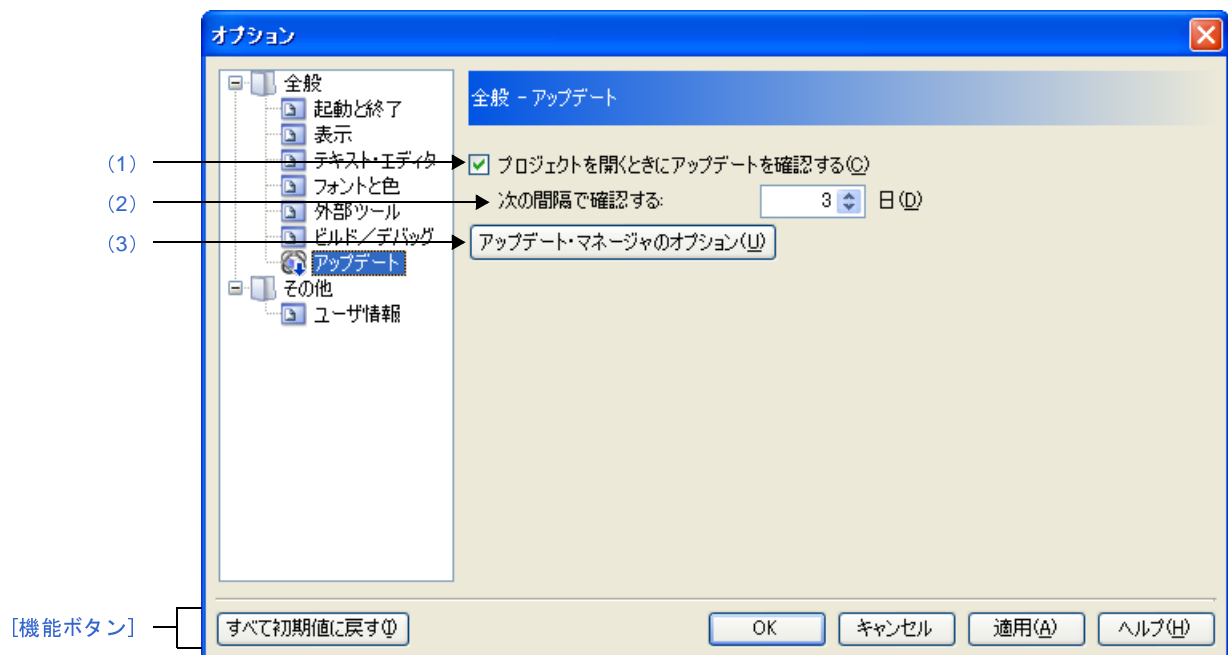 オプション
全般
起動と終了
表示
テキスト・エディタ
フォントと色
外部ツール
ビルド／デバッグ
アップデート
その他
ユーザ情報
全般 - アップデート
(1)
プロジェクトを開くときにアップデートを確認する(C)
(2)
次の間隔で確認する:
3
日(D)
(3)
アップデート・マネージャのオプション(U)
[機能ボタン]
すべて初期値に戻す(I)
OK
キャンセル
適用(A)
ヘルプ(H)